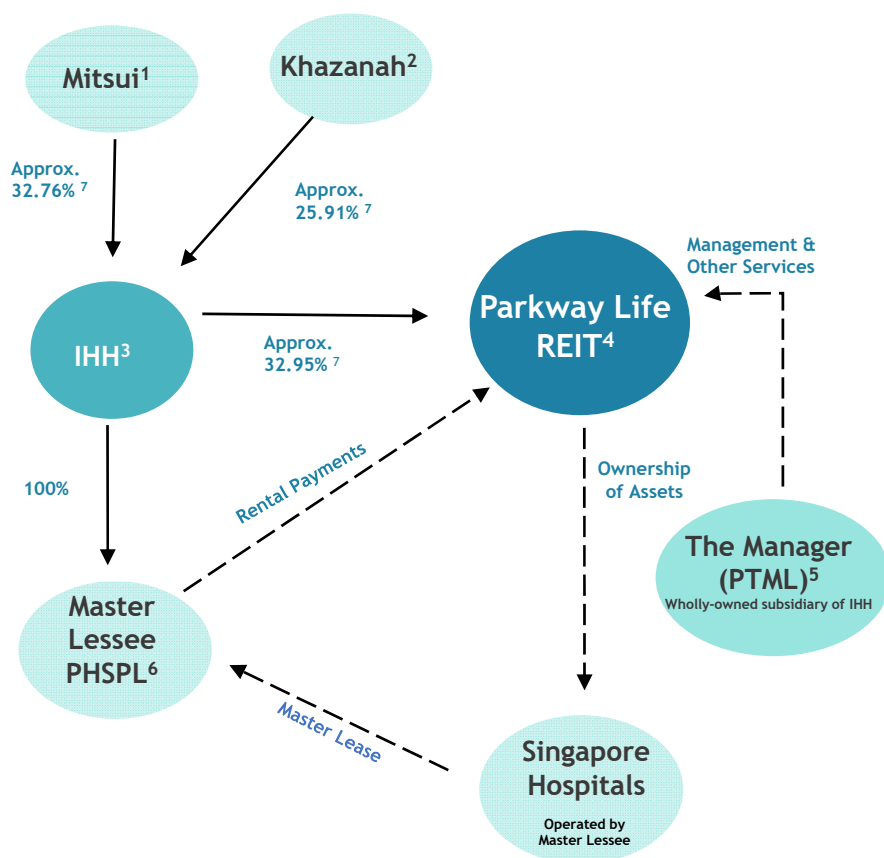 Mitsui¹
Khazanah²
Approx.
32.76% ⁷
Approx.
25.91% ⁷
Management &
Other Services
IHH³
Approx.
32.95% ⁷
Parkway Life
REIT⁴
100%
Rental Payments
Ownership
of Assets
The Manager
(PTML)⁵
Wholly-owned subsidiary of IHH
Master
Lessee
PHSPL⁶
Master Lease
Singapore
Hospitals
Operated by
Master Lessee